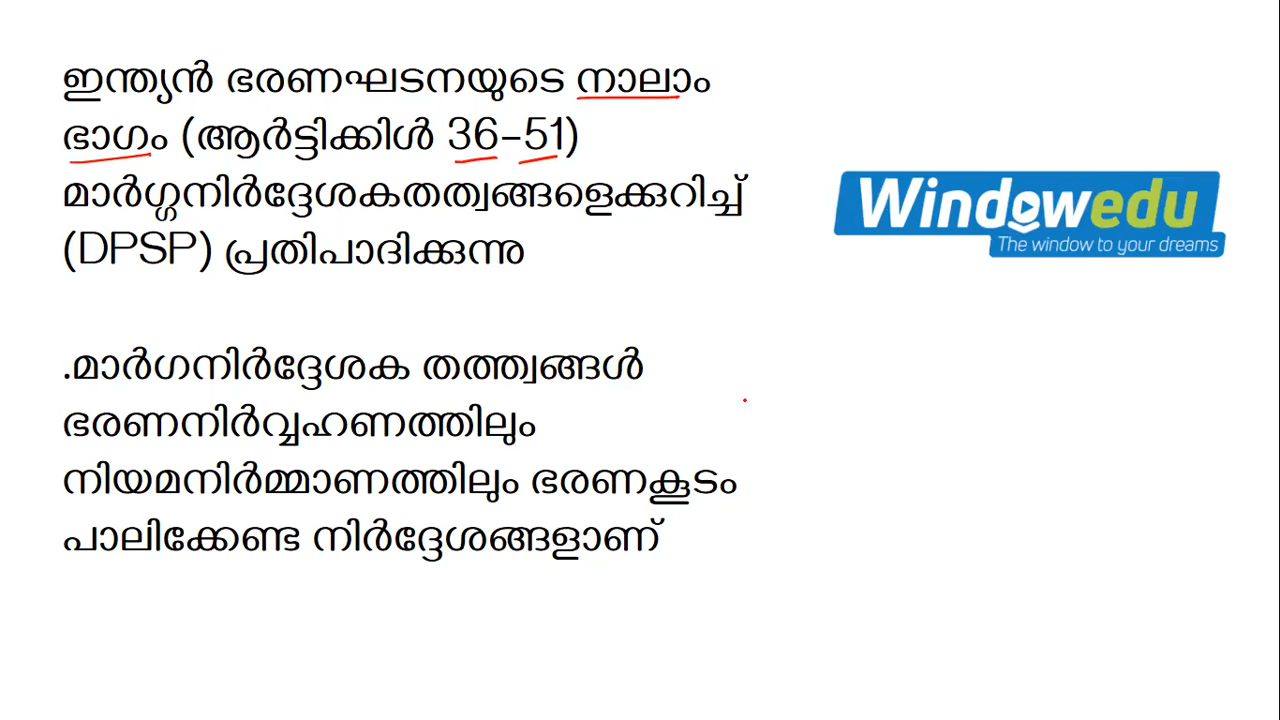 ഇന്ത്യൻ ഭരണഘടനയുടെ നാലാം
ഭാഗം (ആർട്ടിക്കിൾ 36-51)
മാർഗ്ഗനിർദ്ദേശകതത്വങ്ങളെക്കുറിച്ച്
(DPSP) പ്രതിപാദിക്കുന്നു
.മാർഗനിർദ്ദേശക തത്ത്വങ്ങൾ
ഭരണനിർവ്വഹണത്തിലും
നിയമനിർമ്മാണത്തിലും ഭരണകൂടം
പാലിക്കേണ്ട നിർദ്ദേശങ്ങളാണ്
Windowedu
The window to your dreams